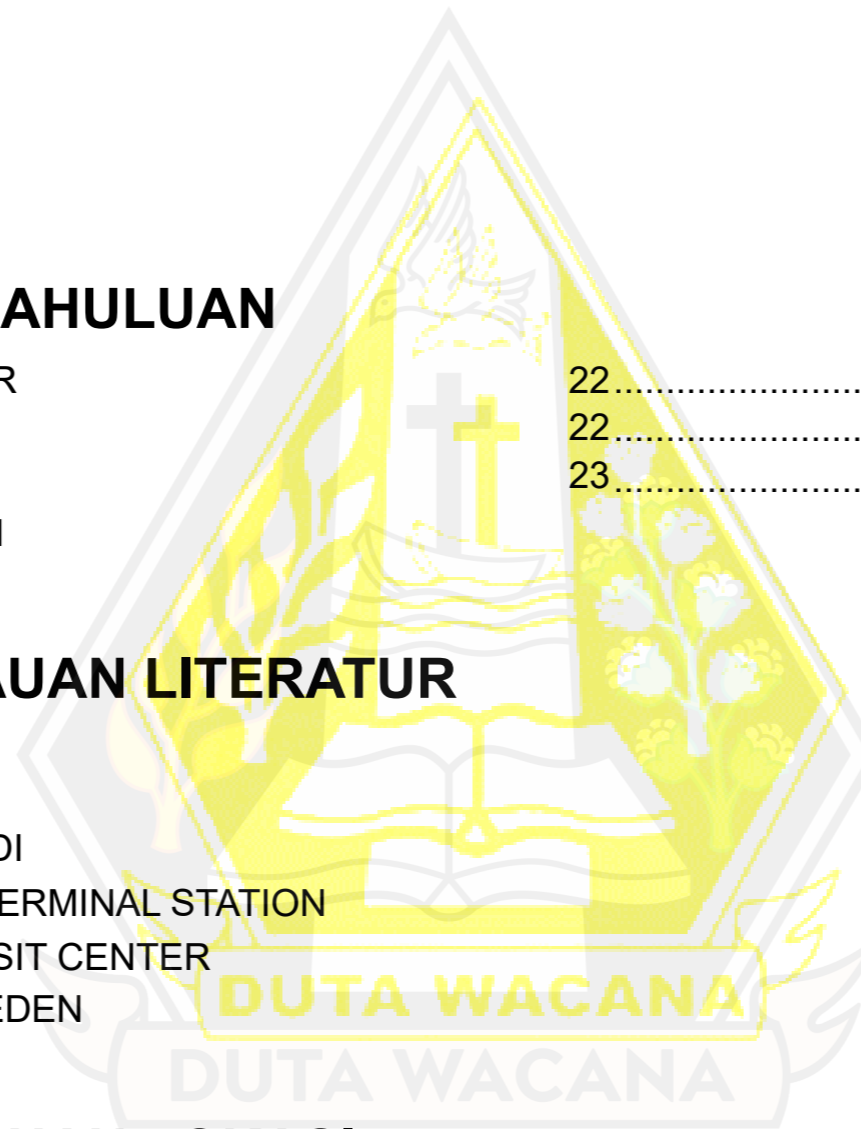 AHULUAN
R
22 ........................
22 ........................
23 ........................
AUAN LITERATUR
DI
ERMINAL STATION
SIT CENTER
EDEN
DUTA WACANA
DUTA WACANA